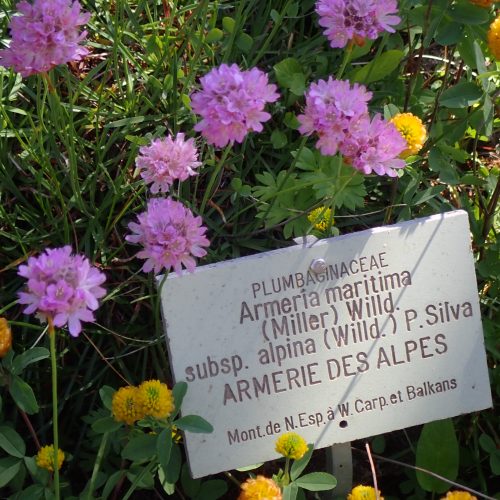 PLUMBAGINACEAE
Armeria maritima
(Miller) Willd.
subsp. alpina (Willd.) P. Silva
ARMERIE DES ALPES
Mont. de N. Esp. à W. Carp. et Balkans